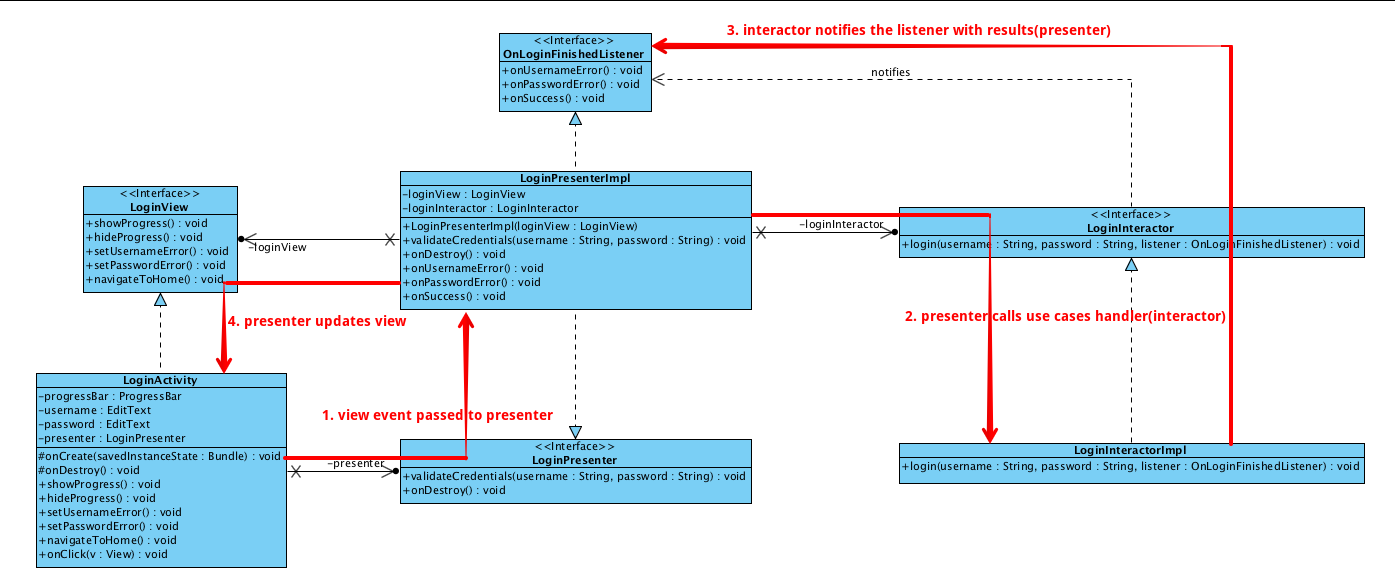 3. interactor notifies the listener with results(presenter)
<<Interface>>
OnLoginFinishedListener
+onUsernameError() : void
+onPasswordError() : void
+onSuccess() : void
notifies
LoginPresenterImpl
-loginView : LoginView
-loginInteractor : LoginInteractor
+LoginPresenterImpl(loginView : LoginView)
+validateCredentials(username : String, password : String) : void
+onDestroy() : void
+onUsernameError() : void
+onPasswordError() : void
+onSuccess() : void
<<Interface>>
LoginView
+showProgress() : void
+hideProgress() : void
+setUsernameError() : void
+setPasswordError() : void
+navigateToHome() : void
-loginView
-loginInteractor
<<Interface>>
LoginInteractor
+login(username : String, password : String, listener : OnLoginFinishedListener) : void
4. presenter updates view
2. presenter calls use cases handler(interactor)
1. view event passed to presenter
LoginActivity
-progressBar : ProgressBar
-username : EditText
-password : EditText
-presenter : LoginPresenter
#onCreate(savedInstanceState : Bundle) : void
#onDestroy() : void
+showProgress() : void
+hideProgress() : void
+setUsernameError() : void
+setPasswordError() : void
+navigateToHome() : void
+onClick(v : View) : void
-presenter
<<Interface>>
LoginPresenter
+validateCredentials(username : String, password : String) : void
+onDestroy() : void
LoginInteractorImpl
+login(username : String, password : String, listener : OnLoginFinishedListener) : void